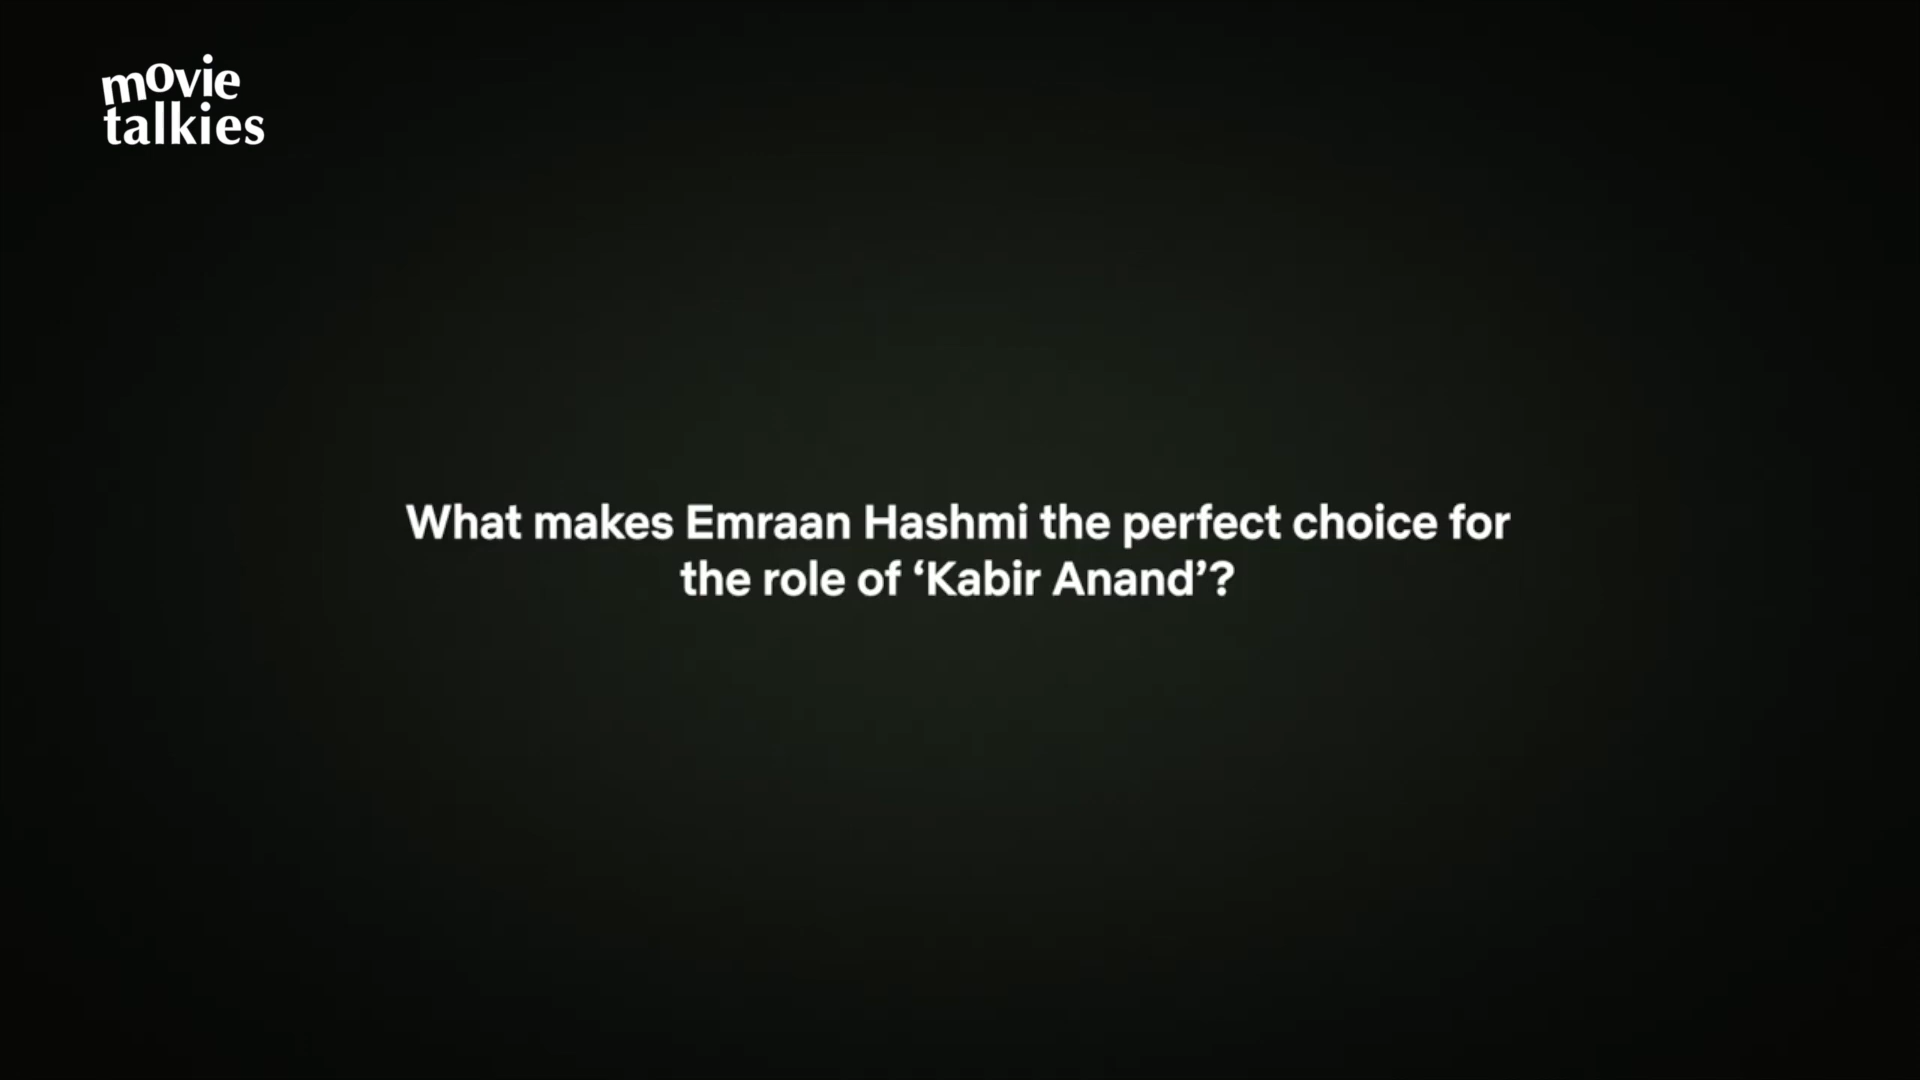 movie
talkies
What makes Emraan Hashmi the perfect choice for
the role of ‘Kabir Anand’?